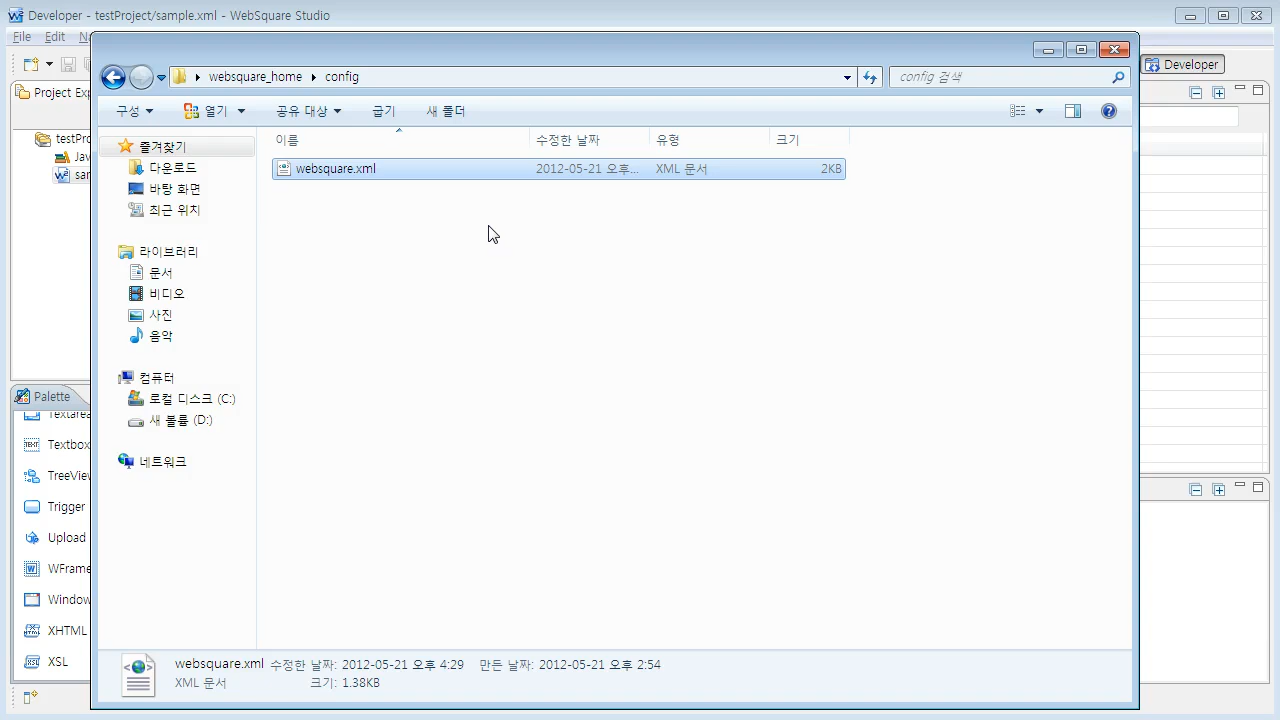 Developer - testProject/sample.xml - WebSquare Studio
File Edit
Developer
Project Exp
testPr
Jav
sar
Palette
Textarea
Textbox
TreeView
Trigger
Upload
WFrame
Window
XHTML
XSL
websquare_home config
config 검색
구성 열기 공유 대상 굽기 새 폴더
이름 수정한 날짜 유형 크기
websquare.xml 2012-05-21 오후... XML 문서 2KB
즐겨찾기
다운로드
바탕 화면
최근 위치
라이브러리
문서
비디오
사진
음악
컴퓨터
로컬 디스크 (C:)
새 볼륨 (D:)
네트워크
websquare.xml 수정한 날짜: 2012-05-21 오후 4:29 만든 날짜: 2012-05-21 오후 2:54
XML 문서 크기: 1.38KB